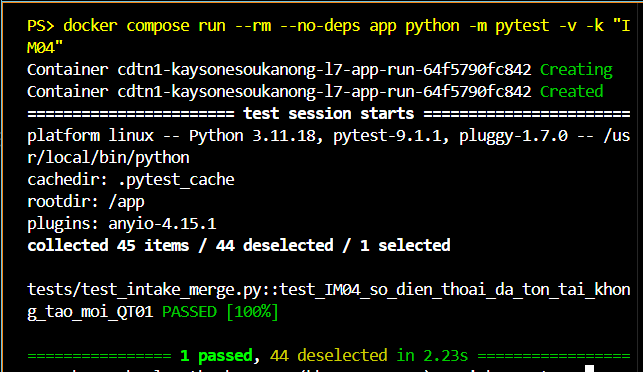 PS> docker compose run --rm --no-deps app python -m pytest -v -k "I
M04"
Container cdtn1-kaysonesoukanong-l7-app-run-64f5790fc842 Creating
Container cdtn1-kaysonesoukanong-l7-app-run-64f5790fc842 Created
======================= test session starts =======================
platform linux -- Python 3.11.18, pytest-9.1.1, pluggy-1.7.0 -- /us
r/local/bin/python
cachedir: .pytest_cache
rootdir: /app
plugins: anyio-4.15.1
collected 45 items / 44 deselected / 1 selected
tests/test_intake_merge.py::test_IM04_so_dien_thoai_da_ton_tai_khon
g_tao_moi_QT01 PASSED [100%]
================ 1 passed, 44 deselected in 2.23s =================